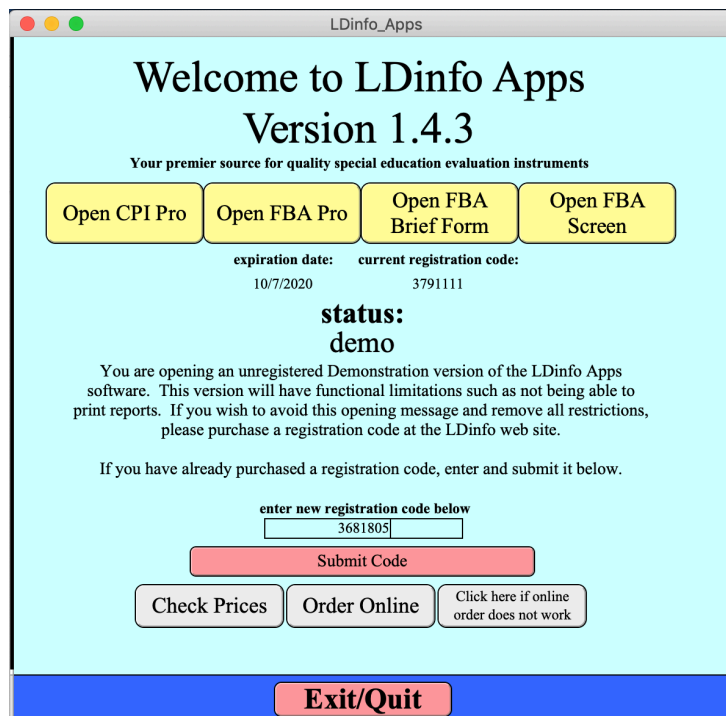 LDinfo_Apps
Welcome to LDinfo Apps
Version 1.4.3
Your premier source for quality special education evaluation instruments
Open CPI Pro
Open FBA Pro
Open FBA
Brief Form
Open FBA
Screen
expiration date: current registration code:
10/7/2020 3791111
status:
demo
You are opening an unregistered Demonstration version of the LDinfo Apps
software. This version will have functional limitations such as not being able to
print reports. If you wish to avoid this opening message and remove all restrictions,
please purchase a registration code at the LDinfo web site.
If you have already purchased a registration code, enter and submit it below.
enter new registration code below
3681805
Submit Code
Check Prices
Order Online
Click here if online
order does not work
Exit/Quit